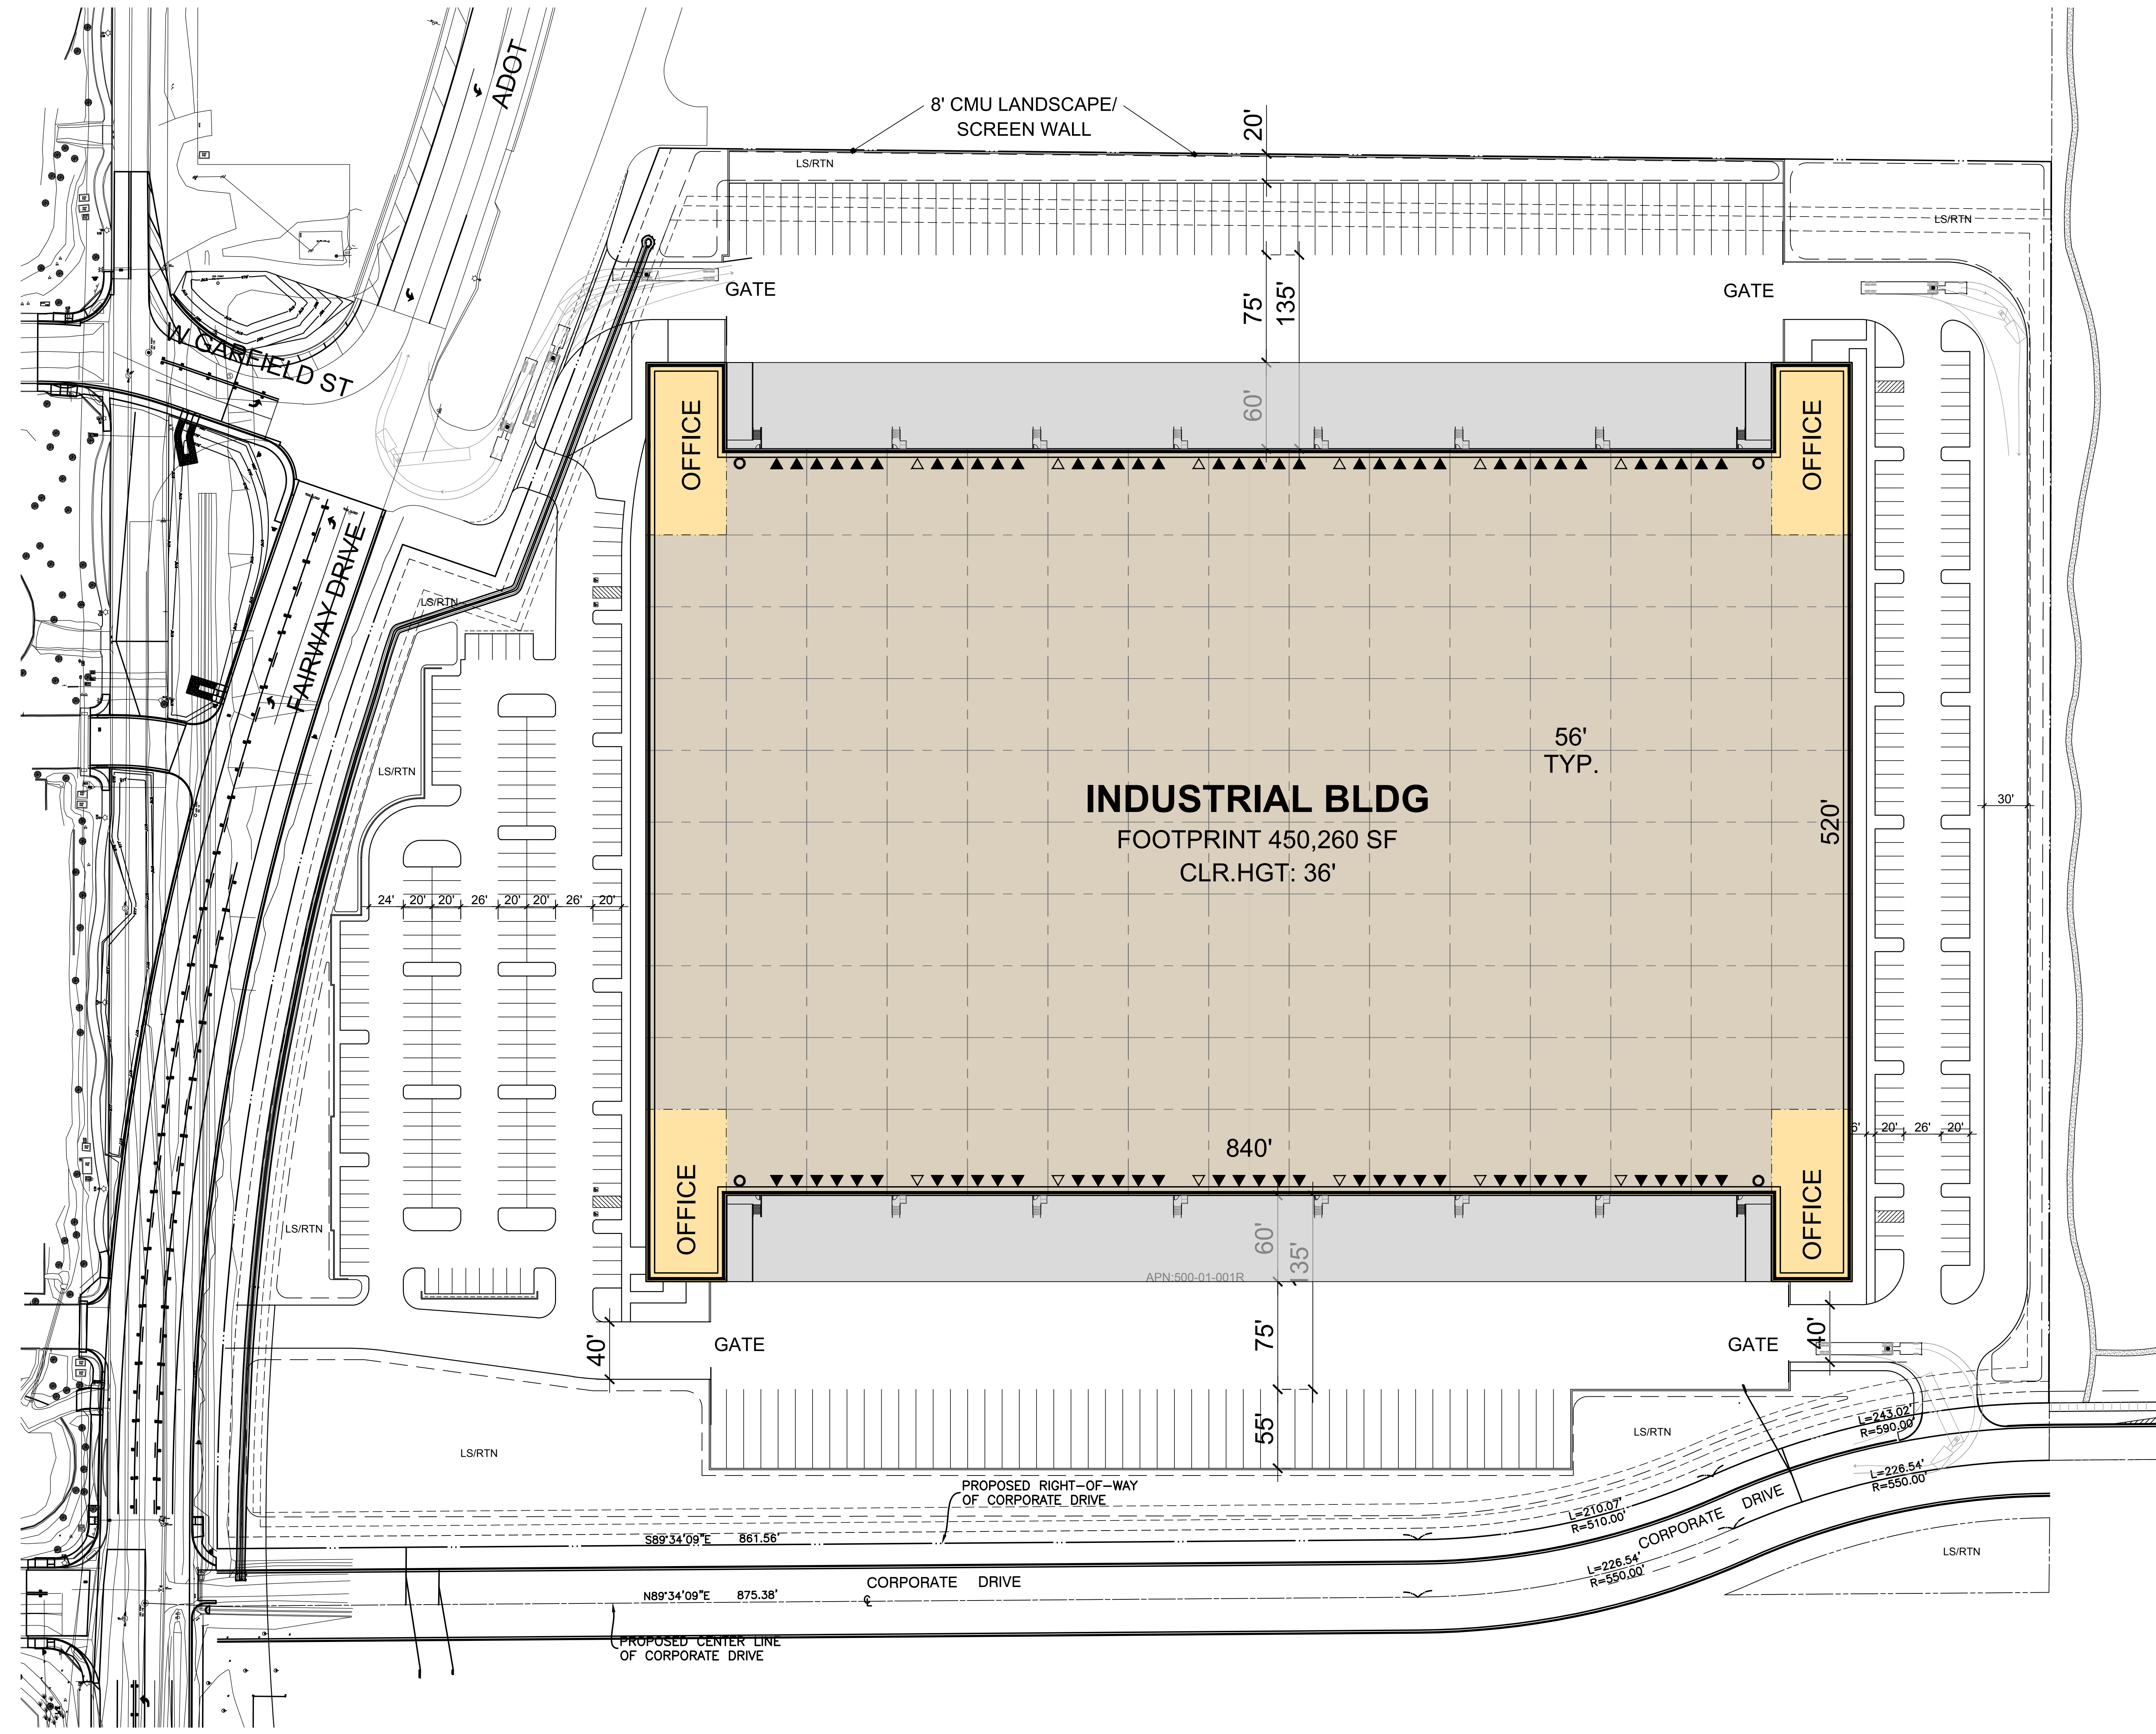 ADOT
8' CMU LANDSCAPE/
SCREEN WALL
20'
LS/RTN
LS/RTN
GATE
GATE
75'
135'
W GARFIELD ST
60'
OFFICE
OFFICE
FAIRWAY DRIVE
LS/RTN
LS/RTN
56'
TYP.
INDUSTRIAL BLDG
FOOTPRINT 450,260 SF
CLR.HGT: 36'
520'
30'
24' 20' 20' 26' 20' 20' 26' 20'
840'
6' 20' 26' 20'
OFFICE
OFFICE
LS/RTN
60'
135'
APN:500-01-001R
40'
GATE
75'
GATE
40'
55'
LS/RTN
LS/RTN
L=243.02'
R=590.00'
PROPOSED RIGHT-OF-WAY
OF CORPORATE DRIVE
L=226.54'
R=550.00'
L=210.07'
R=510.00'
CORPORATE DRIVE
S89°34'09"E 861.56'
LS/RTN
L=226.54'
R=550.00'
CORPORATE DRIVE
N89°34'09"E 875.38'
PROPOSED CENTER LINE
OF CORPORATE DRIVE